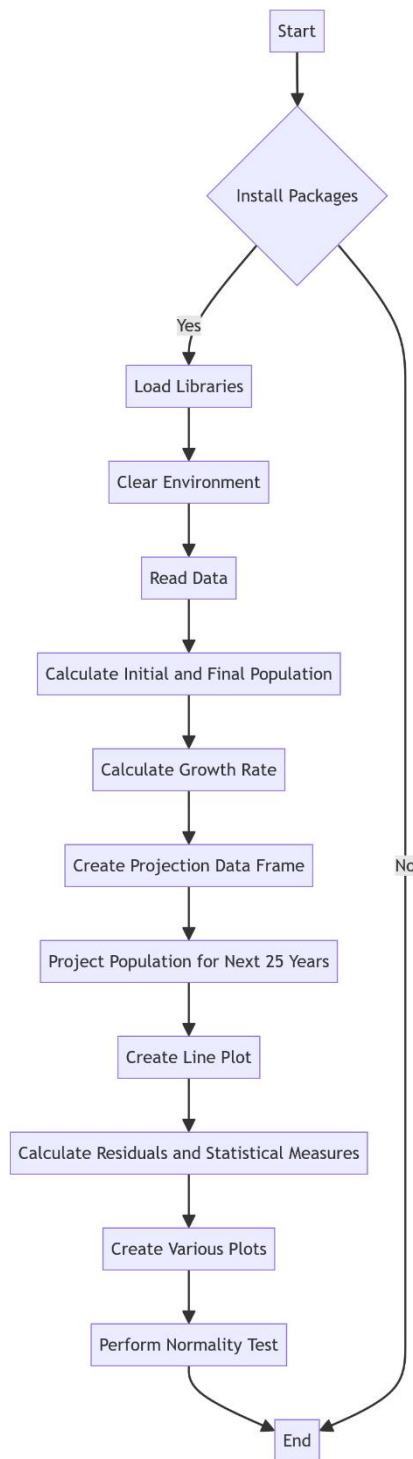 Start
Install Packages
Yes
Load Libraries
Clear Environment
Read Data
Calculate Initial and Final Population
Calculate Growth Rate
Create Projection Data Frame
No
Project Population for Next 25 Years
Create Line Plot
Calculate Residuals and Statistical Measures
Create Various Plots
Perform Normality Test
End